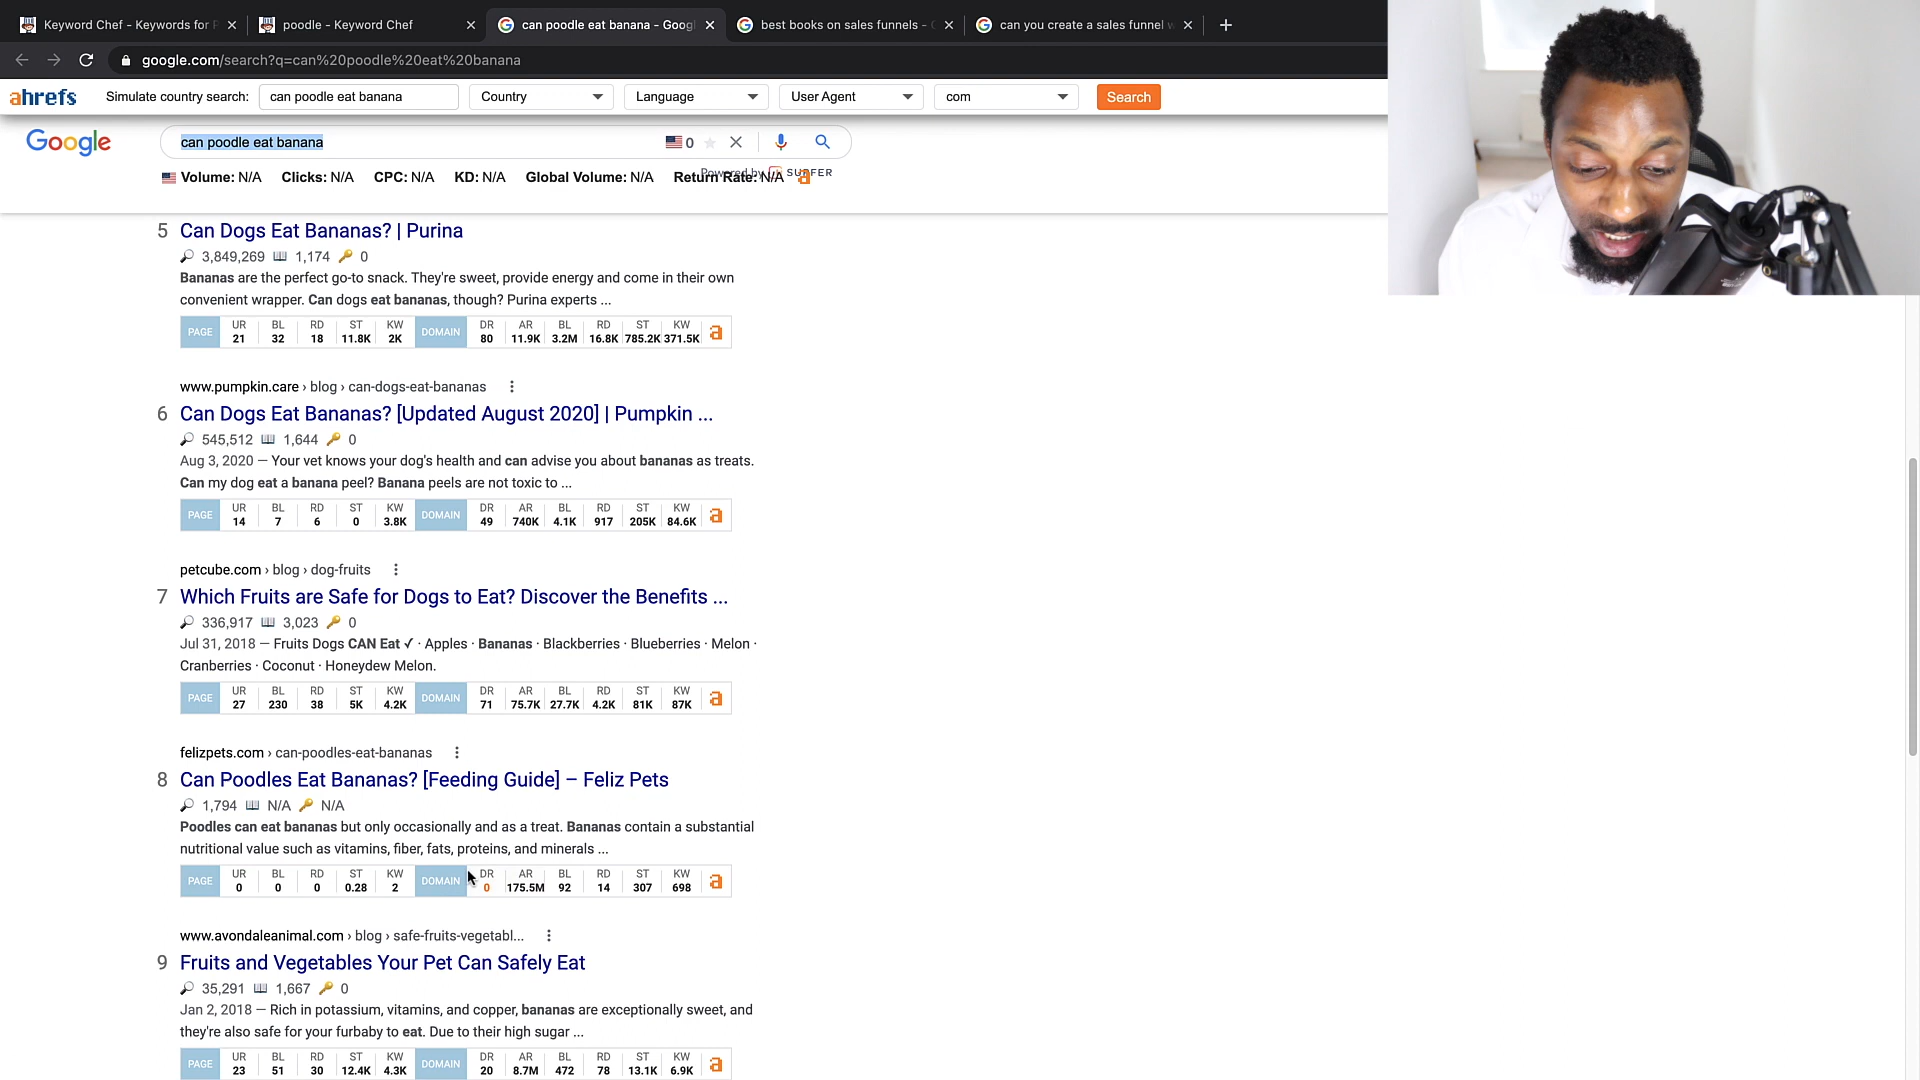 Keyword Chef - Keywords for P
poodle - Keyword Chef
can poodle eat banana - Googl
best books on sales funnels -
can you create a sales funnel w
google.com/search?q=can%20poodle%20eat%20banana
ahrefs Simulate country search: can poodle eat banana Country Language User Agent com Search
Google can poodle eat banana 0
Powered by SURFER
Volume: N/A Clicks: N/A CPC: N/A KD: N/A Global Volume: N/A Return Rate: N/A
5 Can Dogs Eat Bananas? | Purina
3,849,269 1,174 0
Bananas are the perfect go-to snack. They're sweet, provide energy and come in their own
convenient wrapper. Can dogs eat bananas, though? Purina experts ...
PAGE UR BL RD ST KW DOMAIN DR AR BL RD ST KW
21 32 18 11.8K 2K 80 11.9K 3.2M 16.8K 785.2K 371.5K
www.pumpkin.care › blog › can-dogs-eat-bananas
6 Can Dogs Eat Bananas? [Updated August 2020] | Pumpkin ...
545,512 1,644 0
Aug 3, 2020 — Your vet knows your dog's health and can advise you about bananas as treats.
Can my dog eat a banana peel? Banana peels are not toxic to ...
PAGE UR BL RD ST KW DOMAIN DR AR BL RD ST KW
14 7 6 0 3.8K 49 740K 4.1K 917 205K 84.6K
petcube.com › blog › dog-fruits
7 Which Fruits are Safe for Dogs to Eat? Discover the Benefits ...
336,917 3,023 0
Jul 31, 2018 — Fruits Dogs CAN Eat ✓ · Apples · Bananas · Blackberries · Blueberries · Melon ·
Cranberries · Coconut · Honeydew Melon.
PAGE UR BL RD ST KW DOMAIN DR AR BL RD ST KW
27 230 38 5K 4.2K 71 75.7K 27.7K 4.2K 81K 87K
felizpets.com › can-poodles-eat-bananas
8 Can Poodles Eat Bananas? [Feeding Guide] – Feliz Pets
1,794 N/A N/A
Poodles can eat bananas but only occasionally and as a treat. Bananas contain a substantial
nutritional value such as vitamins, fiber, fats, proteins, and minerals ...
PAGE UR BL RD ST KW DOMAIN DR AR BL RD ST KW
0 0 0 0.28 2 0 175.5M 92 14 307 698
www.avondaleanimal.com › blog › safe-fruits-vegetabl...
9 Fruits and Vegetables Your Pet Can Safely Eat
35,291 1,667 0
Jan 2, 2018 — Rich in potassium, vitamins, and copper, bananas are exceptionally sweet, and
they're also safe for your furbaby to eat. Due to their high sugar ...
PAGE UR BL RD ST KW DOMAIN DR AR BL RD ST KW
23 51 30 12.4K 4.3K 20 8.7M 472 78 13.1K 6.9K